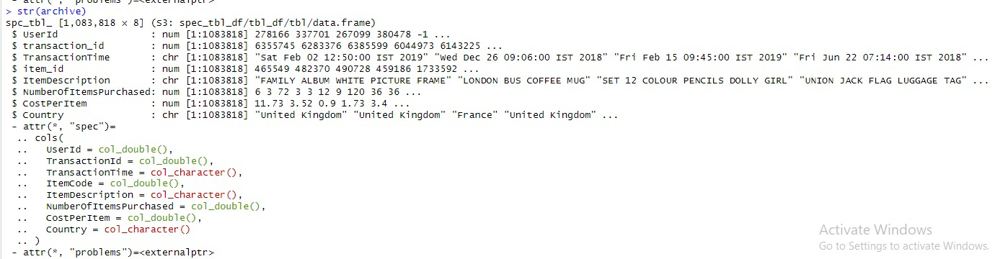 - attr(*, "problems")=<externalptr>
> str(archive)
spc_tbl_ [1,083,818 × 8] (S3: spec_tbl_df/tbl_df/tbl/data.frame)
$ UserId : num [1:1083818] 278166 337701 267099 380478 -1 ...
$ transaction_id : num [1:1083818] 6355745 6283376 6385599 6044973 6143225 ...
$ TransactionTime : chr [1:1083818] "Sat Feb 02 12:50:00 IST 2019" "Wed Dec 26 09:06:00 IST 2018" "Fri Feb 15 09:45:00 IST 2019" "Fri Jun 22 07:14:00 IST 2018" ...
$ item_id : num [1:1083818] 465549 482370 490728 459186 1733592 ...
$ ItemDescription : chr [1:1083818] "FAMILY ALBUM WHITE PICTURE FRAME" "LONDON BUS COFFEE MUG" "SET 12 COLOUR PENCILS DOLLY GIRL" "UNION JACK FLAG LUGGAGE TAG" ...
$ NumberOfItemsPurchased: num [1:1083818] 6 3 72 3 3 12 9 120 36 36 ...
$ CostPerItem : num [1:1083818] 11.73 3.52 0.9 1.73 3.4 ...
$ Country : chr [1:1083818] "United Kingdom" "United Kingdom" "France" "United Kingdom" ...
- attr(*, "spec")=
.. cols(
.. UserId = col_double(),
.. TransactionId = col_double(),
.. TransactionTime = col_character(),
.. ItemCode = col_double(),
.. ItemDescription = col_character(),
.. NumberOfItemsPurchased = col_double(),
.. CostPerItem = col_double(),
.. Country = col_character()
.. )
- attr(*, "problems")=<externalptr>
Activate Windows
Go to Settings to activate Windows.